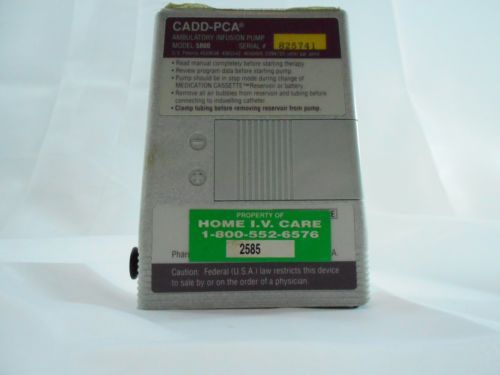 CADD-PCA®
AMBULATORY INFUSION PUMP
MODEL 5800 SERIAL # 025741
U.S. Patents
• Read manual completely before starting therapy.
• Review program data before starting pump.
• Pump should be in stop mode during change of
MEDICATION CASSETTE™Reservoir or battery.
• Remove all air bubbles from reservoir and tubing before
connecting to indwelling catheter.
• Clamp tubing before removing reservoir from pump.
PROPERTY OF
HOME I.V. CARE
1-800-552-6576
2585
E
Phar
A.
Caution: Federal (U.S.A.) law restricts this device
to sale by or on the order of a physician.